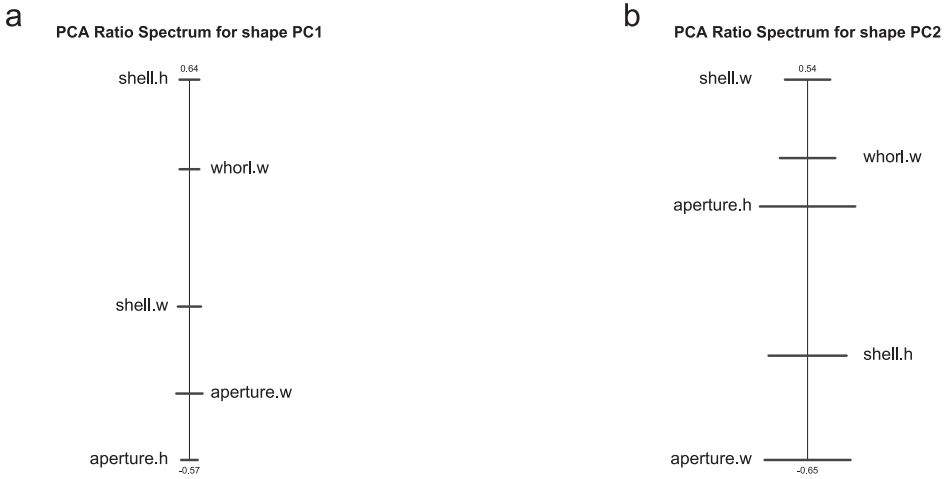 a
PCA Ratio Spectrum for shape PC1
0.64
shell.h
whorl.w
shell.w
aperture.w
aperture.h
-0.57
b
PCA Ratio Spectrum for shape PC2
0.54
shell.w
whorl.w
aperture.h
shell.h
aperture.w
-0.65